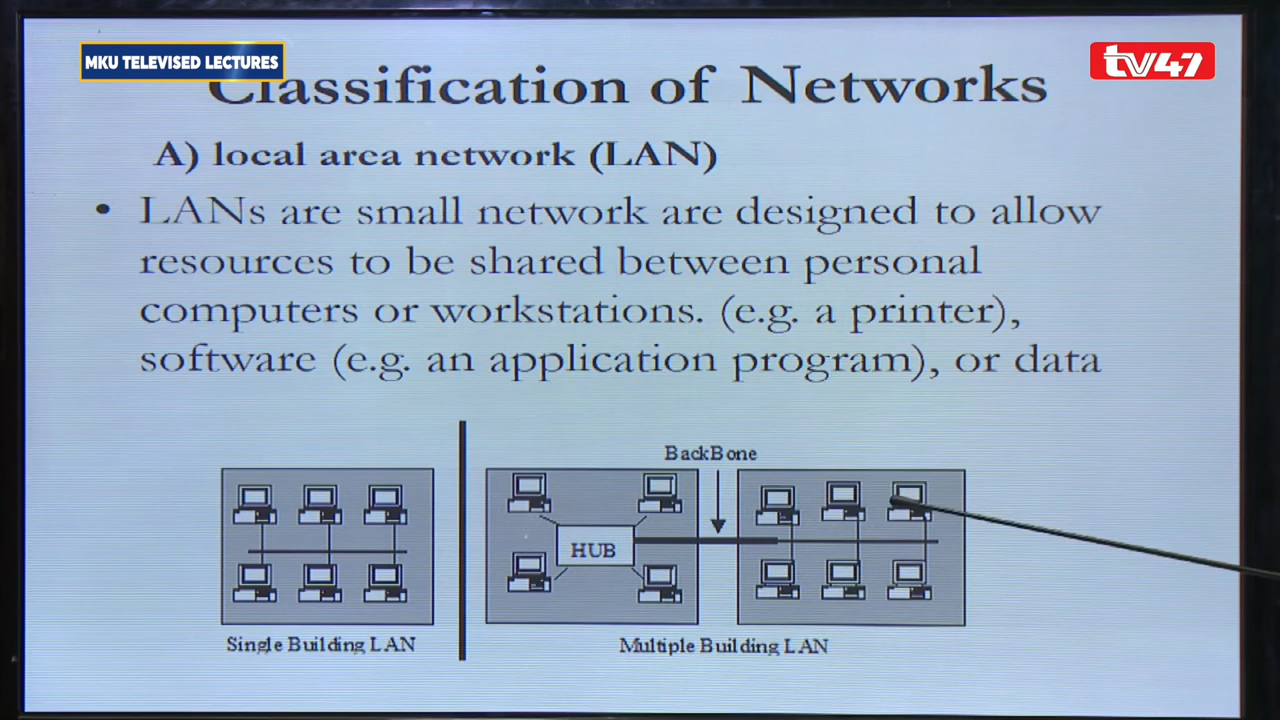 MKU TELEVISED LECTURES
tv47
Classification of Networks
A) local area network (LAN)
• LANs are small network are designed to allow
resources to be shared between personal
computers or workstations. (e.g. a printer),
software (e.g. an application program), or data
BackBone
HUB
Single Building LAN
Multiple Building LAN